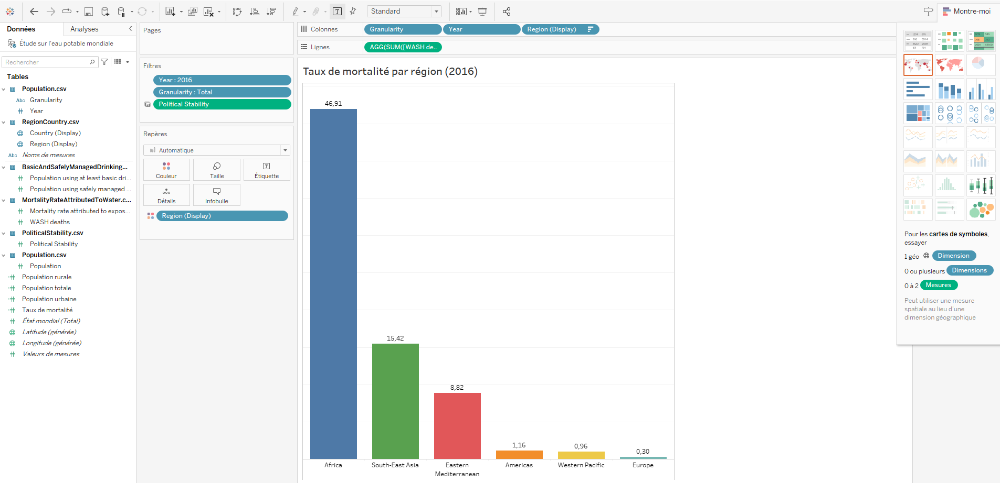 Standard
Montre-moi
Données
Analyses
Étude sur l'eau potable mondiale
Rechercher
Tables
Population.csv
Abc Granularity
Year
RegionCountry.csv
Country (Display)
Region (Display)
Abc Noms de mesures
BasicAndSafelyManagedDrinking...
Population using at least basic dri...
Population using safely managed ...
MortalityRateAttributedToWater.c...
Mortality rate attributed to expos...
WASH deaths
PoliticalStability.csv
Political Stability
Population.csv
Population
Population rurale
Population totale
Population urbaine
Taux de mortalité
État mondial (Total)
Latitude (générée)
Longitude (générée)
Valeurs de mesures
Pages
Filtres
Year : 2016
Granularity : Total
Political Stability
Repères
Automatique
Couleur
Taille
Étiquette
Détails
Infobulle
Region (Display)
Colonnes
Granularity
Year
Region (Display)
Lignes
AGG(SUM([WASH de..
Taux de mortalité par région (2016)
46,91
15,42
8,82
1,16
0,96
0,30
Africa
South-East Asia
Eastern
Mediterranean
Americas
Western Pacific
Europe
Pour les cartes de symboles,
essayer
1 géo Dimension
0 ou plusieurs Dimensions
0 à 2 Mesures
Peut utiliser une mesure
spatiale au lieu d'une
dimension géographique